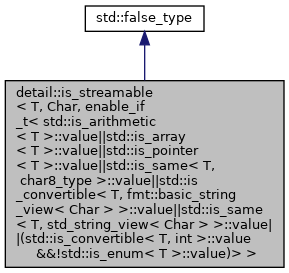 std::false_type
detail::is_streamable
< T, Char, enable_if
_t< std::is_arithmetic
< T >::value||std::is_array
< T >::value||std::is_pointer
< T >::value||std::is_same< T,
char8_type >::value||std::is
_convertible< T, fmt::basic_string
_view< Char > >::value||std::is_same
< T, std_string_view< Char > >::value|
|(std::is_convertible< T, int >::value
&&!std::is_enum< T >::value)> >